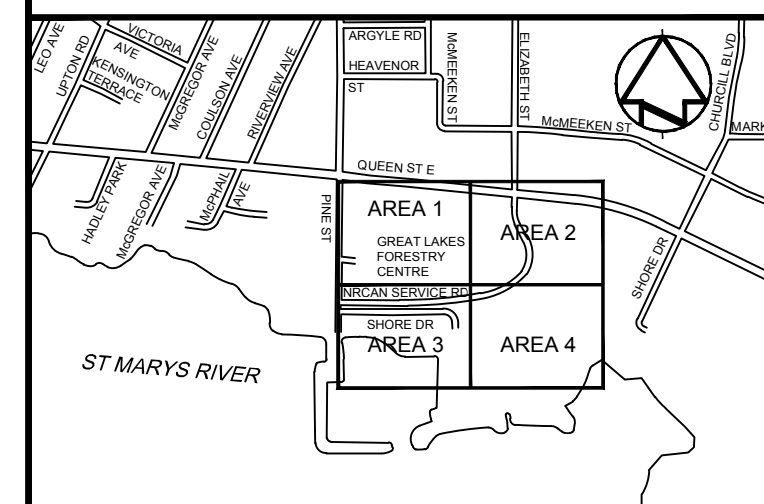 LEO AVE
UPTON RD
VICTORIA
AVE
KENSINGTON
TERRACE
McGREGOR AVE
COULSON AVE
RIVERVIEW AVE
ARGYLE RD
HEAVENOR
ST
McMEEKEN ST
ELIZABETH ST
McMEEKEN ST
CHURCILL BLVD
MARK
QUEEN ST E
HADLEY PARK
McGREGOR AVE
McPHAIL
AVE
PINE ST
AREA 1
GREAT LAKES
FORESTRY
CENTRE
AREA 2
NRCAN SERVICE RD
SHORE DR
AREA 3
AREA 4
SHORE DR
ST MARYS RIVER